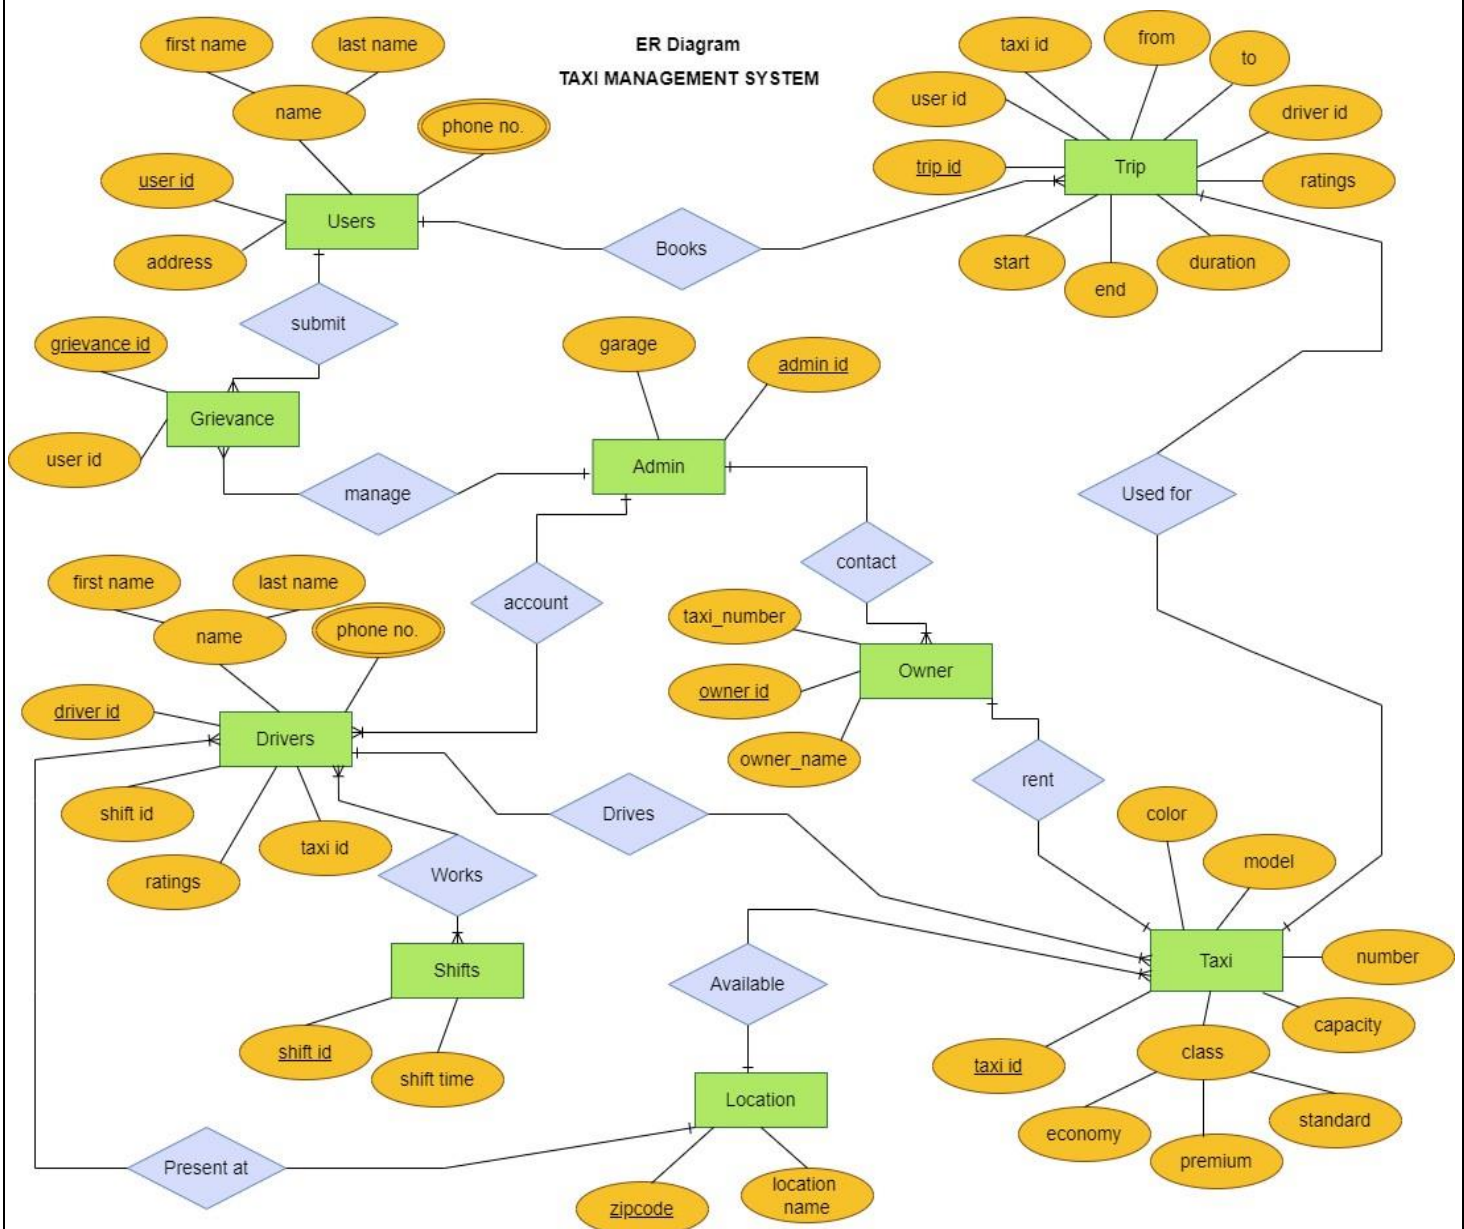 ER Diagram
TAXI MANAGEMENT SYSTEM
first name
last name
name
phone no.
user id
Users
address
taxi id
from
to
user id
driver id
trip id
Trip
ratings
start
end
duration
Books
submit
grievance id
Grievance
user id
garage
admin id
Admin
manage
Used for
contact
account
first name
last name
name
phone no.
driver id
Drivers
shift id
ratings
taxi id
taxi_number
owner id
Owner
owner_name
rent
Drives
Works
Shifts
shift id
shift time
color
model
Taxi
number
capacity
taxi id
class
economy
premium
standard
Available
Location
Present at
zipcode
location
name